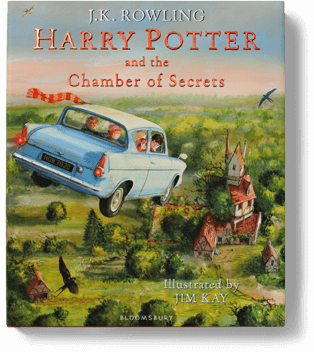 J.K. ROWLING
HARRY POTTER
and the
Chamber of Secrets
Illustrated by
JIM KAY
BLOOMSBURY